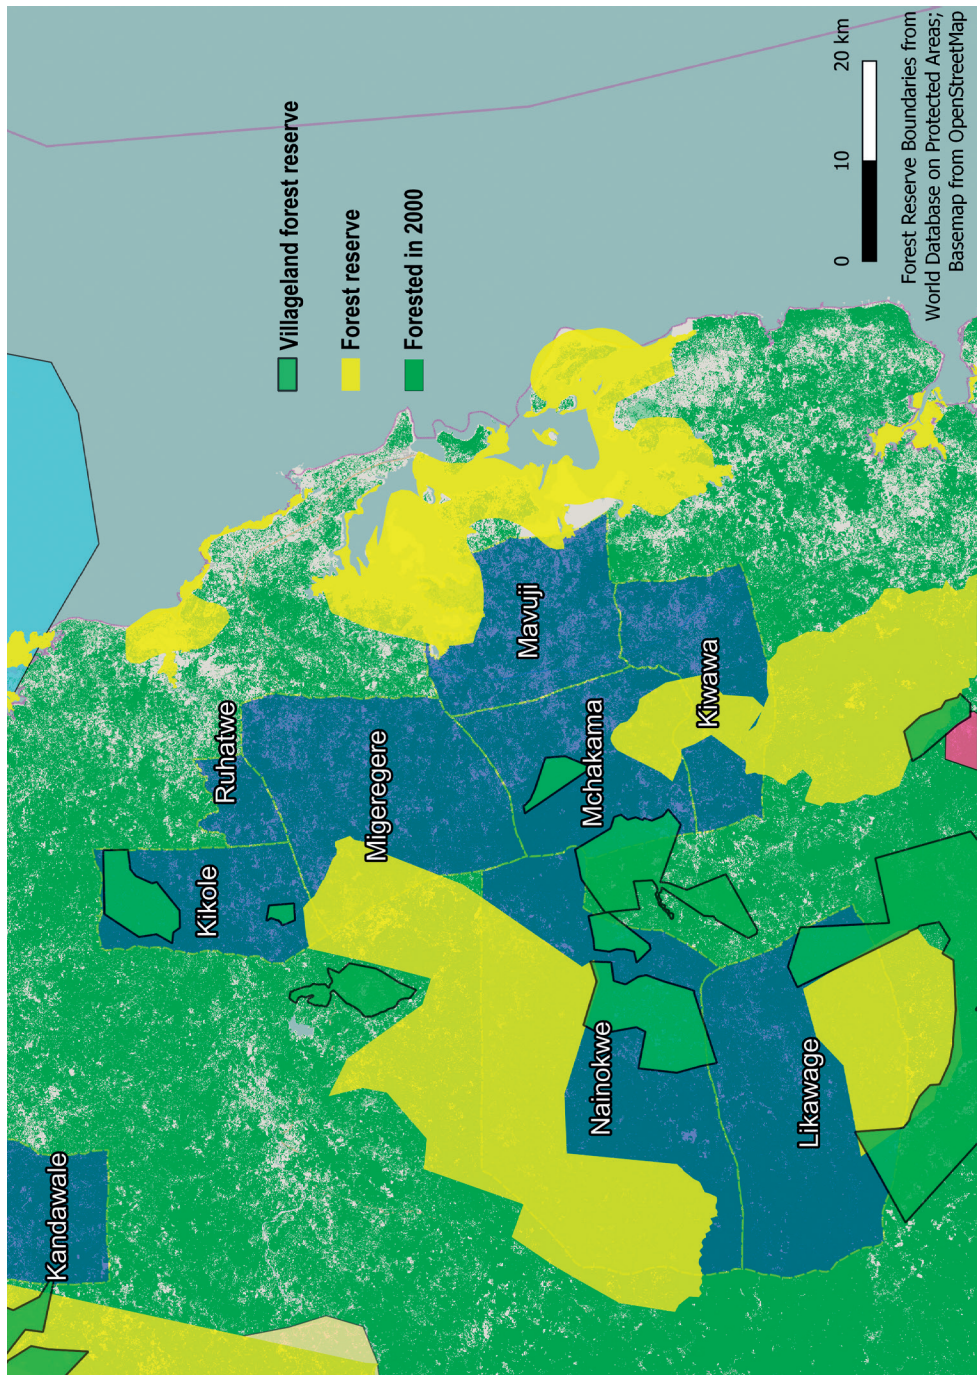 Villageland forest reserve
Forest reserve
Forested in 2000
0 10 20 km
Forest Reserve Boundaries from
World Database on Protected Areas;
Basemap from OpenStreetMap
Kandawale
Kikole
Ruhatwe
Migeregere
Mavuji
Mchakama
Kiwawa
Nainokwe
Likawage